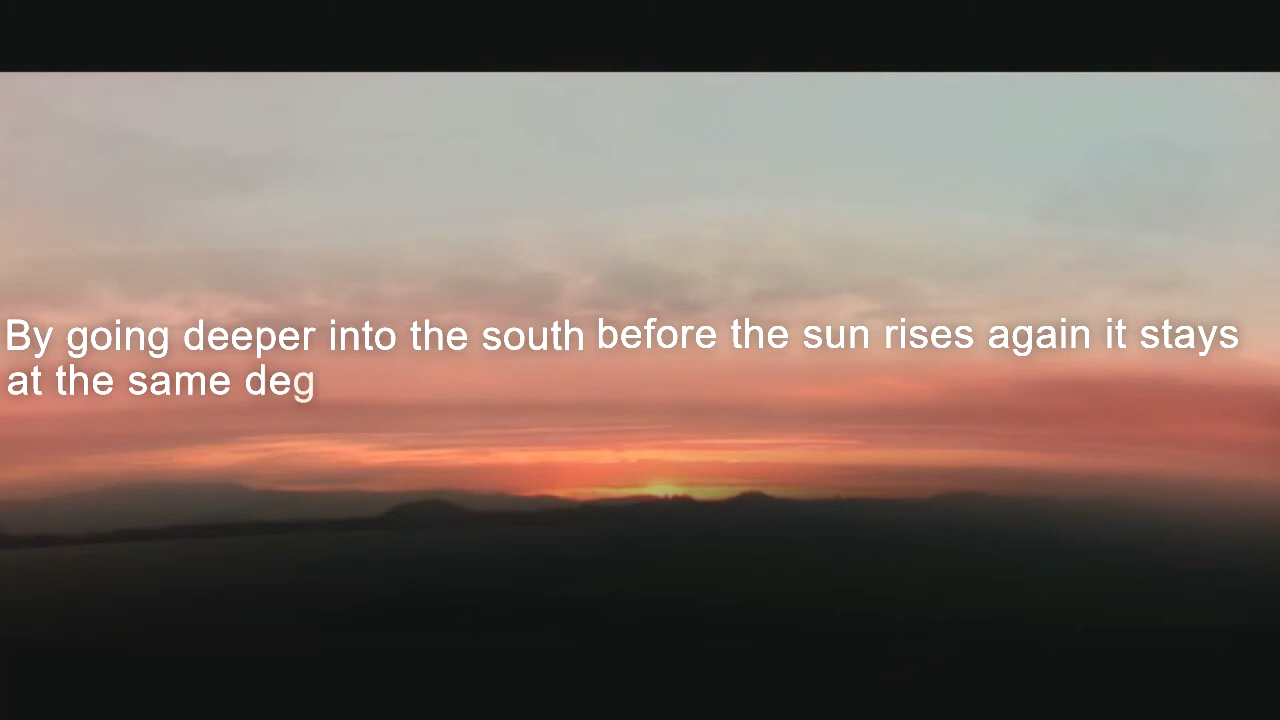 By going deeper into the south before the sun rises again it stays
at the same deg